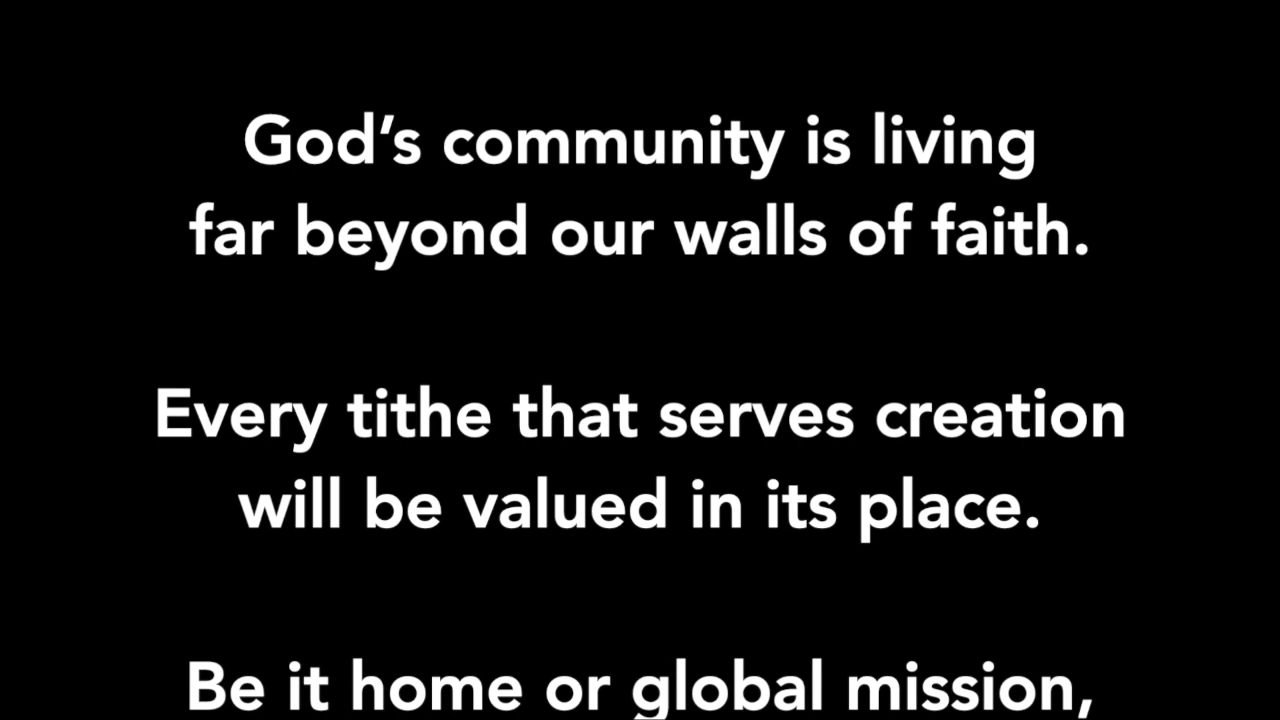 God’s community is living
far beyond our walls of faith.
Every tithe that serves creation
will be valued in its place.
Be it home or global mission,